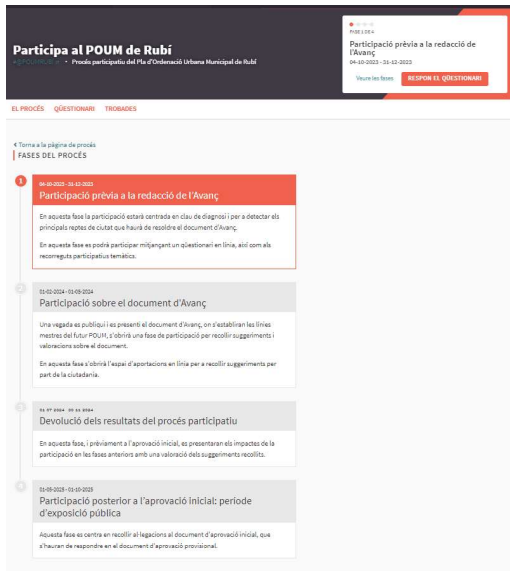 FASE 1 DE 4
Participa al POUM de Rubí
• Procés participatiu del Pla d'Ordenació Urbana Municipal de Rubí
Participació prèvia a la redacció de
l'Avanç
04-10-2023 - 31-12-2023
Veure les fases
RESPON EL QÜESTIONARI
EL PROCÉS QÜESTIONARI TROBADES
Torna a la pàgina de procés
FASES DEL PROCÉS
1
04-10-2023 - 31-12-2023
Participació prèvia a la redacció de l'Avanç
En aquesta fase la participació estarà centrada en clau de diagnosi i per a detectar els
principals reptes de ciutat que haurà de resoldre el document d'Avanç.
En aquesta fase es podrà participar mitjançant un qüestionari en línia, així com als
recorreguts participatius temàtics.
2
01-02-2024 - 01-05-2024
Participació sobre el document d'Avanç
Una vegada es publiqui i es presenti el document d'Avanç, on s'establiran les línies
mestres del futur POUM, s'obrirà una fase de participació per recollir suggeriments i
valoracions sobre el document.
En aquesta fase s'obrirà l'espai d'aportacions en línia per a recollir suggeriments per
part de la ciutadania.
3
Devolució dels resultats del procés participatiu
En aquesta fase, i prèviament a l'aprovació inicial, es presentaran els impactes de la
participació en les fases anteriors amb una valoració dels suggeriments recollits.
4
01-05-2025 - 01-10-2025
Participació posterior a l'aprovació inicial: període
d'exposició pública
Aquesta fase es centra en recollir al·legacions al document d'aprovació inicial, que
s'hauran de respondre en el document d'aprovació provisional.